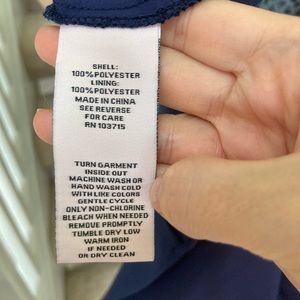 SHELL:
100%POLYESTER
LINING:
100%POLYESTER
MADE IN CHINA
SEE REVERSE
FOR CARE
RN 103715
TURN GARMENT
INSIDE OUT
MACHINE WASH OR
HAND WASH COLD
WITH LIKE COLORS
GENTLE CYCLE
ONLY NON-CHLORINE
BLEACH WHEN NEEDED
REMOVE PROMPTLY
TUMBLE DRY LOW
WARM IRON
IF NEEDED
OR DRY CLEAN